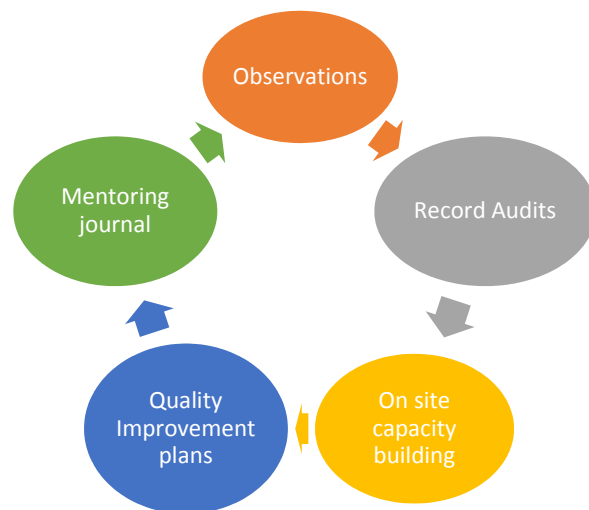 Observations
Record Audits
On site
capacity
building
Quality
Improvement
plans
Mentoring
journal